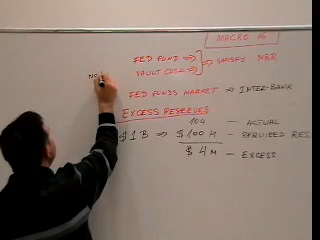 MACRO 15
FED FUND
VAULT CASH ⇒ SATISFY RRR
NO
FED FUNDS MARKET ⇒ INTER-BANK
EXCESS RESERVES
104 — ACTUAL
$1 B ⇒ $100 M — REQUIRED RES
$4 M — EXCESS